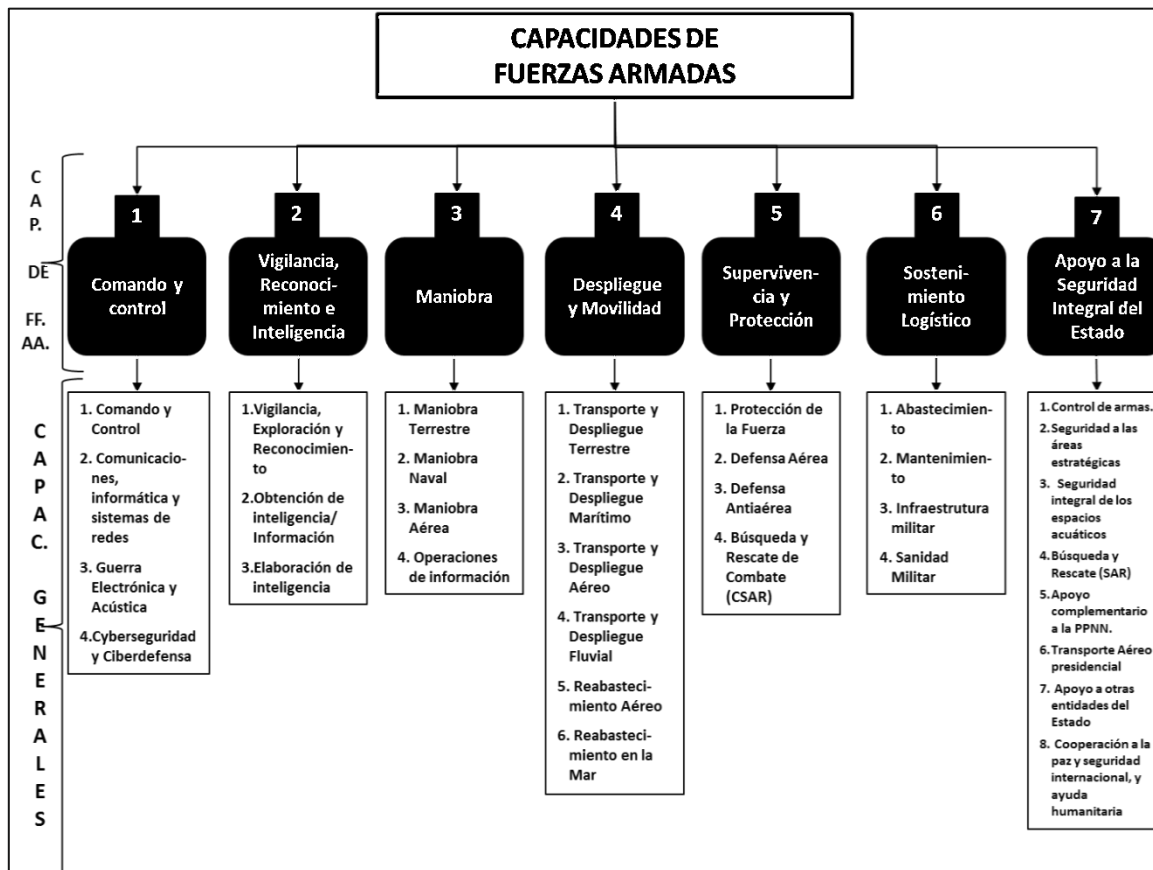 CAPACIDADES DE
FUERZAS ARMADAS
C
A
P.
DE
FF.
AA.
1
Comando y
control
2
Vigilancia,
Reconoci-
miento e
Inteligencia
3
Maniobra
4
Despliegue
y Movilidad
5
Superviven-
cia y
Protección
6
Sosteni-
miento
Logístico
7
Apoyo a la
Seguridad
Integral del
Estado
C
A
P
A
C.
G
E
N
E
R
A
L
E
S
1. Comando y
Control
2. Comunicacio-
nes,
informática y
sistemas de
redes
3. Guerra
Electrónica y
Acústica
4.Cyberseguridad
y Ciberdefensa
1.Vigilancia,
Exploración y
Reconocimien-
to
2.Obtención de
inteligencia/
Información
3.Elaboración de
inteligencia
1. Maniobra
Terrestre
2. Maniobra
Naval
3. Maniobra
Aérea
4. Operaciones
de información
1. Transporte y
Despliegue
Terrestre
2. Transporte y
Despliegue
Marítimo
3. Transporte y
Despliegue
Aéreo
4. Transporte y
Despliegue
Fluvial
5. Reabasteci-
miento Aéreo
6. Reabasteci-
miento en la
Mar
1. Protección de
la Fuerza
2. Defensa Aérea
3. Defensa
Antiaérea
4. Búsqueda y
Rescate de
Combate
(CSAR)
1. Abastecimien-
to
2. Mantenimien-
to
3. Infraestrutura
militar
4. Sanidad
Militar
1.Control de armas.
2.Seguridad a las
áreas
estratégicas
3. Seguridad
integral de los
espacios
acuáticos
4.Búsqueda y
Rescate (SAR)
5.Apoyo
complementario
a la PPNN.
6.Transporte Aéreo
presidencial
7. Apoyo a otras
entidades del
Estado
8. Cooperación a la
paz y seguridad
internacional, y
ayuda
humanitaria